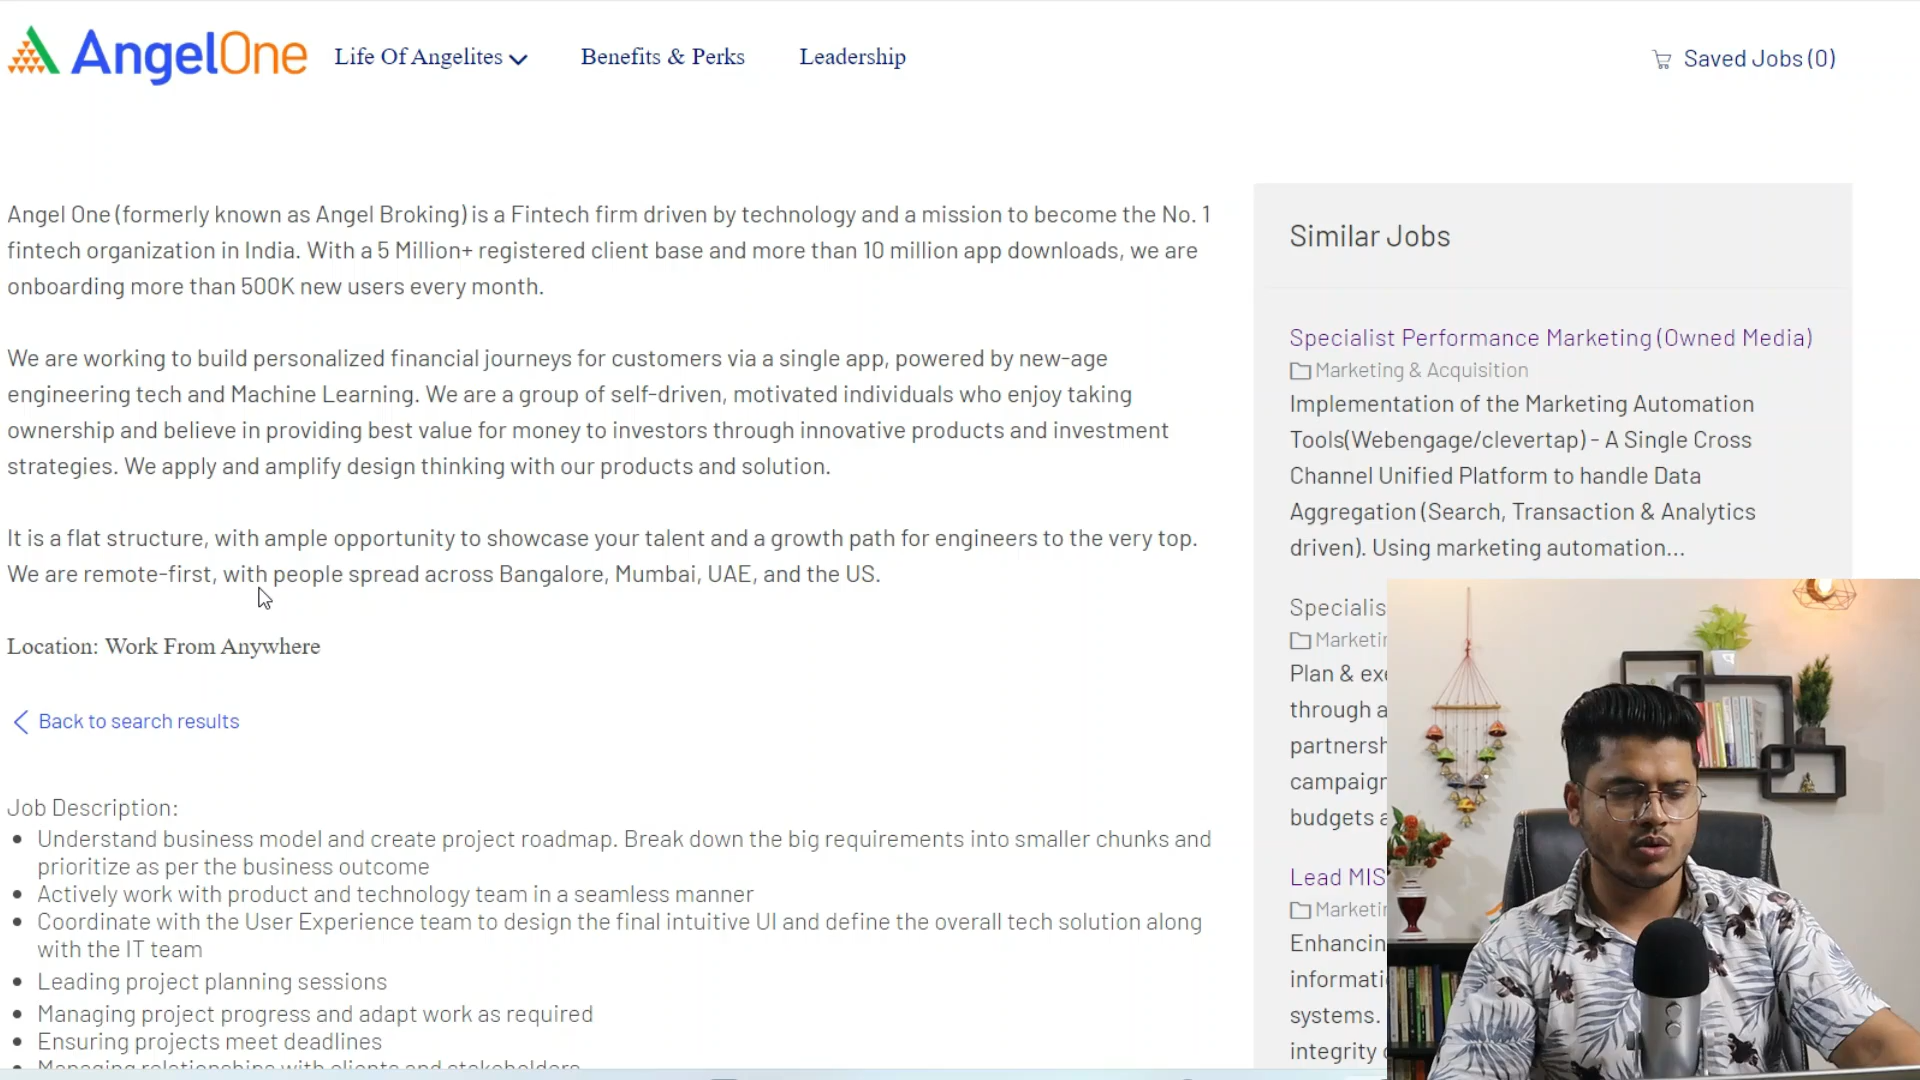 AngelOne
Life Of Angelites
Benefits & Perks
Leadership
Saved Jobs (0)
Angel One (formerly known as Angel Broking) is a Fintech firm driven by technology and a mission to become the No. 1
fintech organization in India. With a 5 Million+ registered client base and more than 10 million app downloads, we are
onboarding more than 500K new users every month.
We are working to build personalized financial journeys for customers via a single app, powered by new-age
engineering tech and Machine Learning. We are a group of self-driven, motivated individuals who enjoy taking
ownership and believe in providing best value for money to investors through innovative products and investment
strategies. We apply and amplify design thinking with our products and solution.
It is a flat structure, with ample opportunity to showcase your talent and a growth path for engineers to the very top.
We are remote-first, with people spread across Bangalore, Mumbai, UAE, and the US.
Location: Work From Anywhere
Back to search results
Job Description:
Understand business model and create project roadmap. Break down the big requirements into smaller chunks and
prioritize as per the business outcome
Actively work with product and technology team in a seamless manner
Coordinate with the User Experience team to design the final intuitive UI and define the overall tech solution along
with the IT team
Leading project planning sessions
Managing project progress and adapt work as required
Ensuring projects meet deadlines
Managing relationships with clients and stakeholders
Similar Jobs
Specialist Performance Marketing (Owned Media)
Marketing & Acquisition
Implementation of the Marketing Automation
Tools(Webengage/clevertap) - A Single Cross
Channel Unified Platform to handle Data
Aggregation (Search, Transaction & Analytics
driven). Using marketing automation...
Specialis
Marketin
Plan & exe
through a
partnersh
campaign
budgets a
Lead MIS
Marketin
Enhancin
informati
systems.
integrity